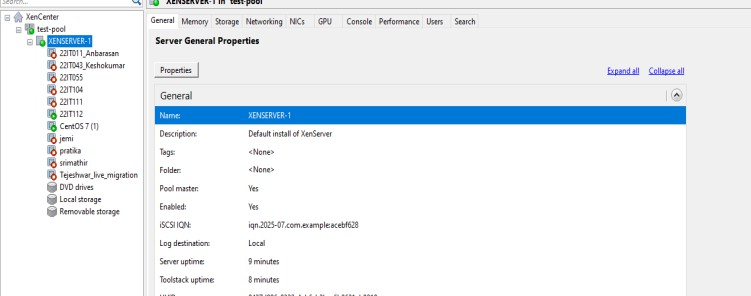 Search...
XENSERVER-1 in 'test-pool'
XenCenter
test-pool
XENSERVER-1
22IT011_Anbarasan
22IT043_Keshokumar
22IT055
22IT104
22IT111
22IT112
CentOS 7 (1)
jemi
pratika
srimathir
Tejeshwar_live_migration
DVD drives
Local storage
Removable storage
General Memory Storage Networking NICs GPU Console Performance Users Search
Server General Properties
Properties Expand all Collapse all
General
Name: XENSERVER-1
Description: Default install of XenServer
Tags: <None>
Folder: <None>
Pool master: Yes
Enabled: Yes
iSCSI IQN: iqn.2025-07.com.example:acebf628
Log destination: Local
Server uptime: 9 minutes
Toolstack uptime: 8 minutes